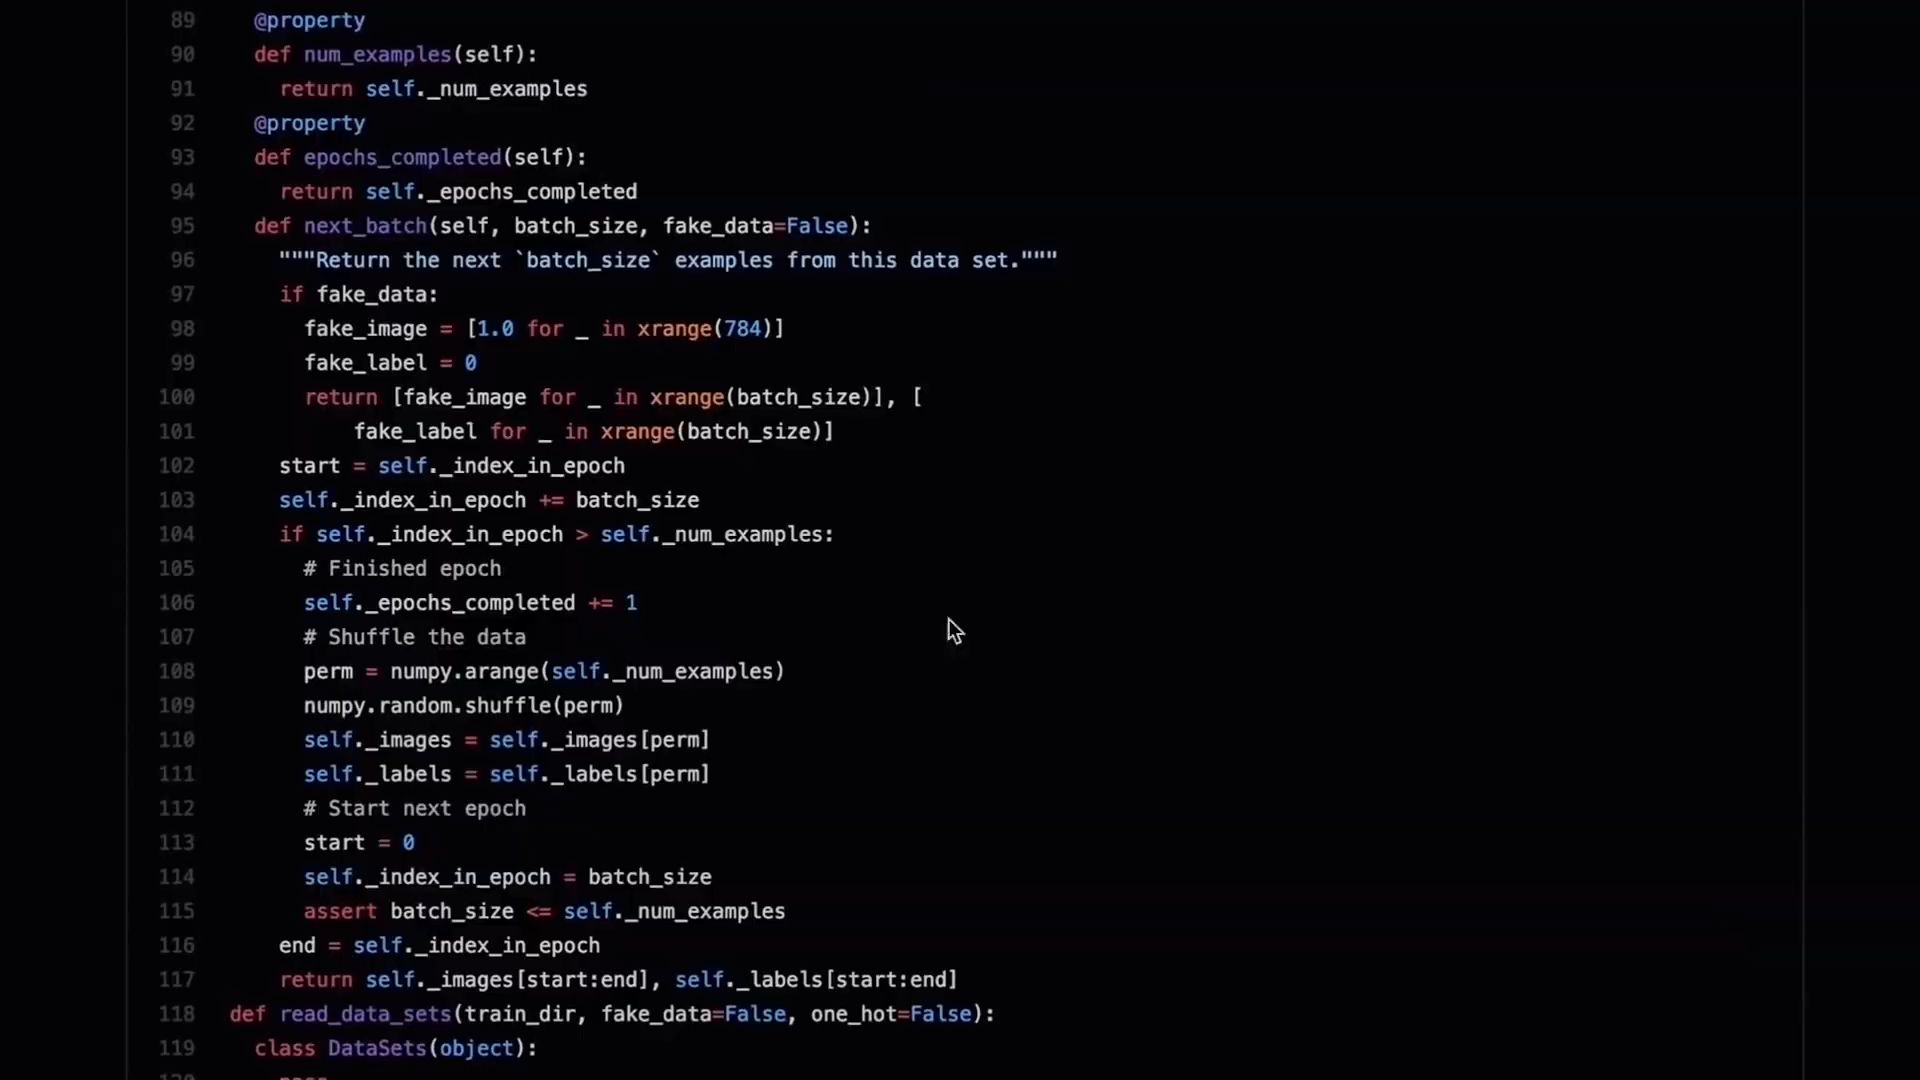 89 @property
90 def num_examples(self):
91 return self._num_examples
92 @property
93 def epochs_completed(self):
94 return self._epochs_completed
95 def next_batch(self, batch_size, fake_data=False):
96 """Return the next `batch_size` examples from this data set."""
97 if fake_data:
98 fake_image = [1.0 for _ in xrange(784)]
99 fake_label = 0
100 return [fake_image for _ in xrange(batch_size)], [
101 fake_label for _ in xrange(batch_size)]
102 start = self._index_in_epoch
103 self._index_in_epoch += batch_size
104 if self._index_in_epoch > self._num_examples:
105 # Finished epoch
106 self._epochs_completed += 1
107 # Shuffle the data
108 perm = numpy.arange(self._num_examples)
109 numpy.random.shuffle(perm)
110 self._images = self._images[perm]
111 self._labels = self._labels[perm]
112 # Start next epoch
113 start = 0
114 self._index_in_epoch = batch_size
115 assert batch_size <= self._num_examples
116 end = self._index_in_epoch
117 return self._images[start:end], self._labels[start:end]
118 def read_data_sets(train_dir, fake_data=False, one_hot=False):
119 class DataSets(object):